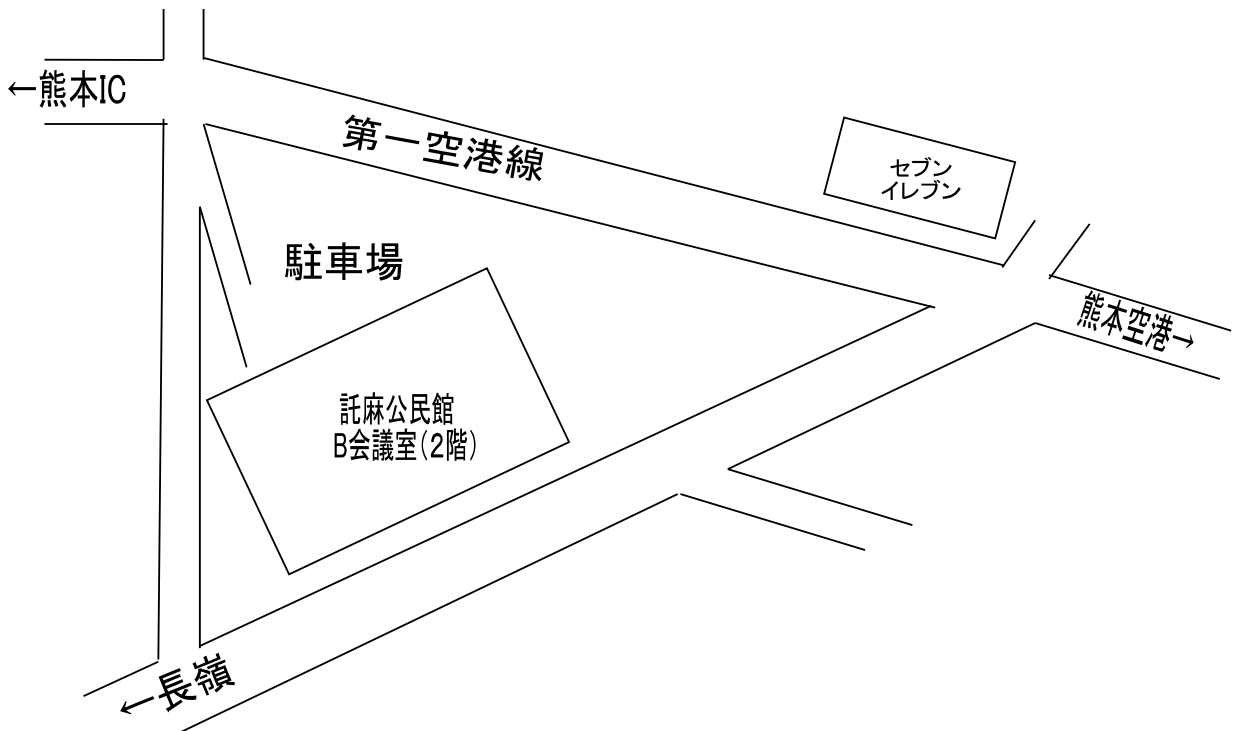 ←熊本IC
第一空港線
セブン
イレブン
駐車場
熊本空港→
託麻公民館
B会議室(2階)
←長嶺